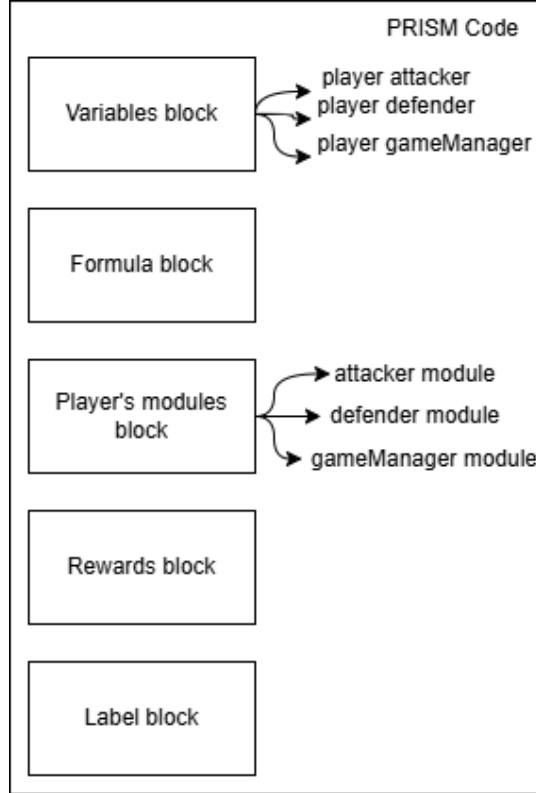 PRISM Code
Variables block
player attacker
player defender
player gameManager
Formula block
Player's modules
block
attacker module
defender module
gameManager module
Rewards block
Label block